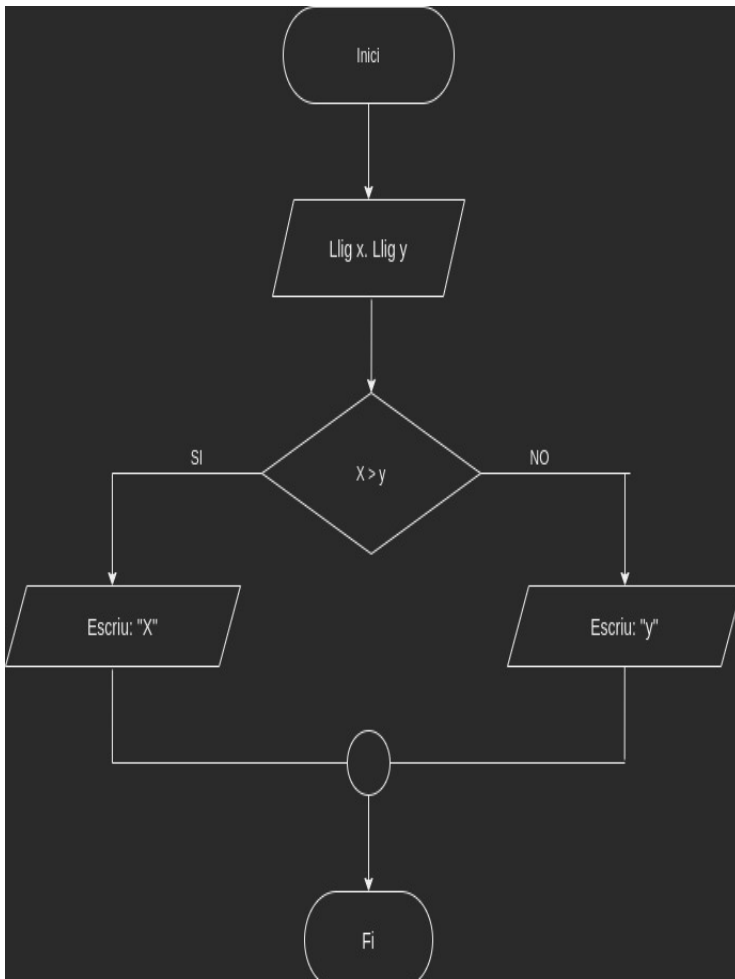 Inici
Llig x. Llig y
X > y
SI
NO
Escriu: "X"
Escriu: "y"
Fi